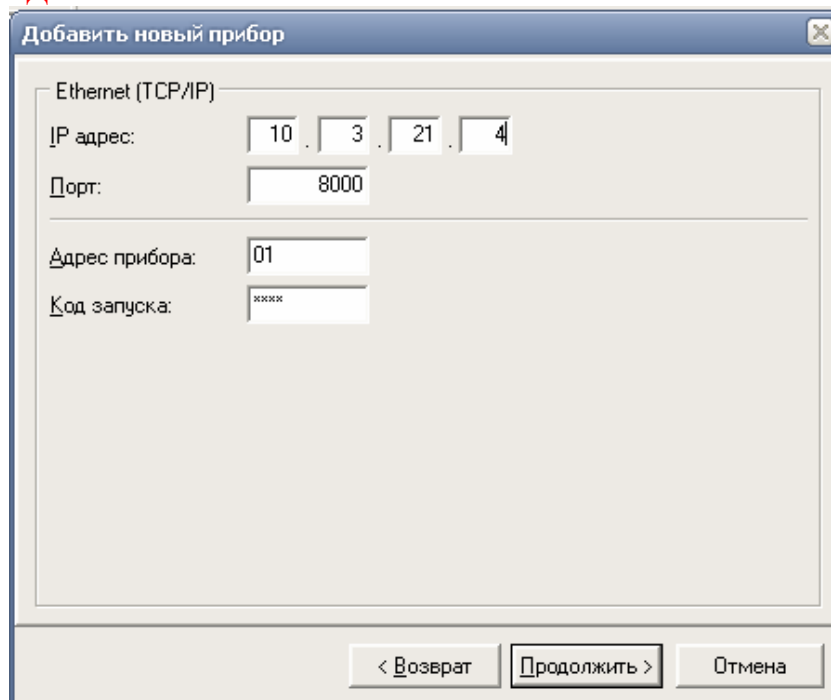 Добавить новый прибор
Ethernet (TCP/IP)
IP адрес: 10 . 3 . 21 . 4
Порт: 8000
Адрес прибора: 01
Код запуска: ****
< Возврат Продолжить > Отмена